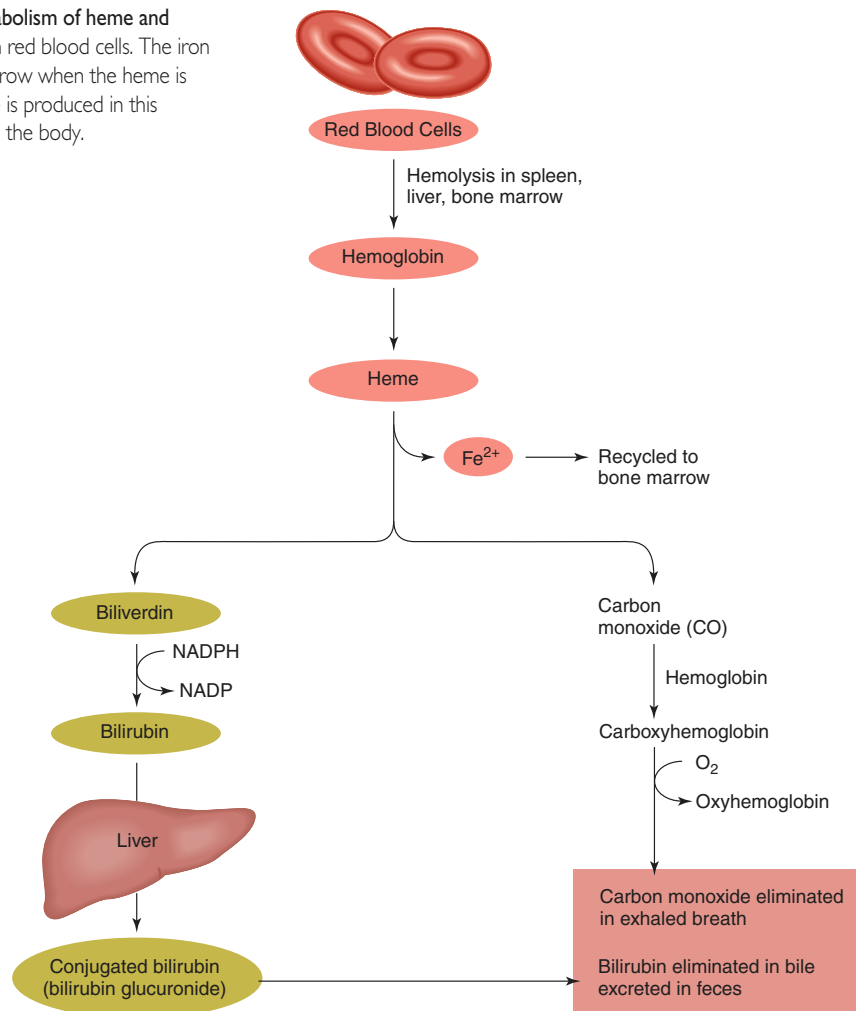 abolism of heme and
red blood cells. The iron
row when the heme is
is produced in this
the body.
Red Blood Cells
Hemolysis in spleen,
liver, bone marrow
Hemoglobin
Heme
Fe2+
Recycled to
bone marrow
Biliverdin
NADPH
NADP
Bilirubin
Liver
Conjugated bilirubin
(bilirubin glucuronide)
Carbon
monoxide (CO)
Hemoglobin
Carboxyhemoglobin
O2
Oxyhemoglobin
Carbon monoxide eliminated
in exhaled breath
Bilirubin eliminated in bile
excreted in feces